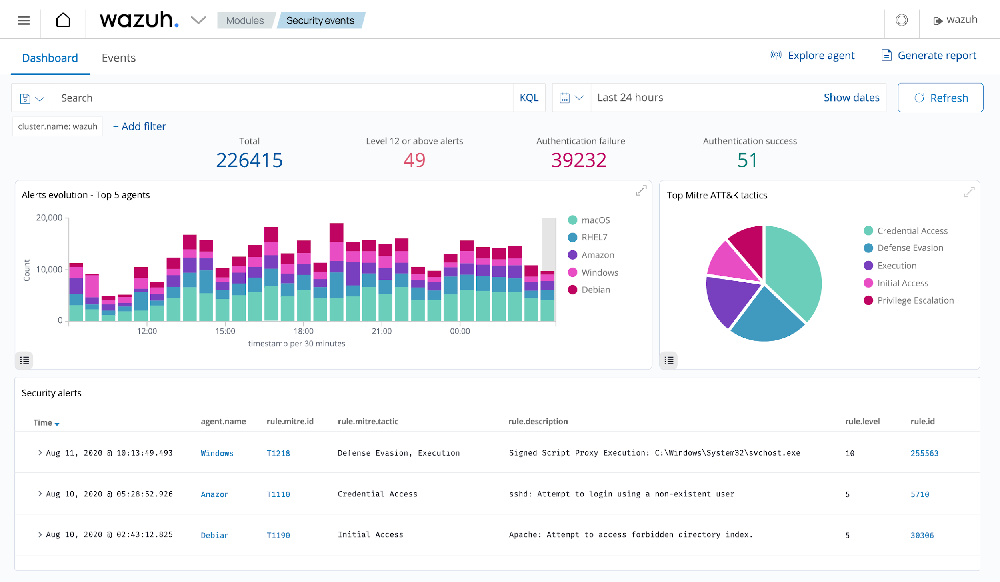 wazuh.
Modules
Security events
wazuh
Dashboard
Events
Explore agent
Generate report
Search
KQL
Last 24 hours
Show dates
Refresh
cluster.name: wazuh
+ Add filter
Total
226415
Level 12 or above alerts
49
Authentication failure
39232
Authentication success
51
Alerts evolution - Top 5 agents
20,000
10,000
0
Count
12:00
15:00
18:00
21:00
00:00
timestamp per 30 minutes
macOS
RHEL7
Amazon
Windows
Debian
Top Mitre ATT&K tactics
Credential Access
Defense Evasion
Execution
Initial Access
Privilege Escalation
Security alerts
Time agent.name rule.mitre.id rule.mitre.tactic rule.description rule.level rule.id
Aug 11, 2020 @ 10:13:49.493 Windows T1218 Defense Evasion, Execution Signed Script Proxy Execution: C:\Windows\System32\svchost.exe 10 255563
Aug 10, 2020 @ 05:28:52.926 Amazon T1110 Credential Access sshd: Attempt to login using a non-existent user 5 5710
Aug 10, 2020 @ 02:43:12.825 Debian T1190 Initial Access Apache: Attempt to access forbidden directory index. 5 30306